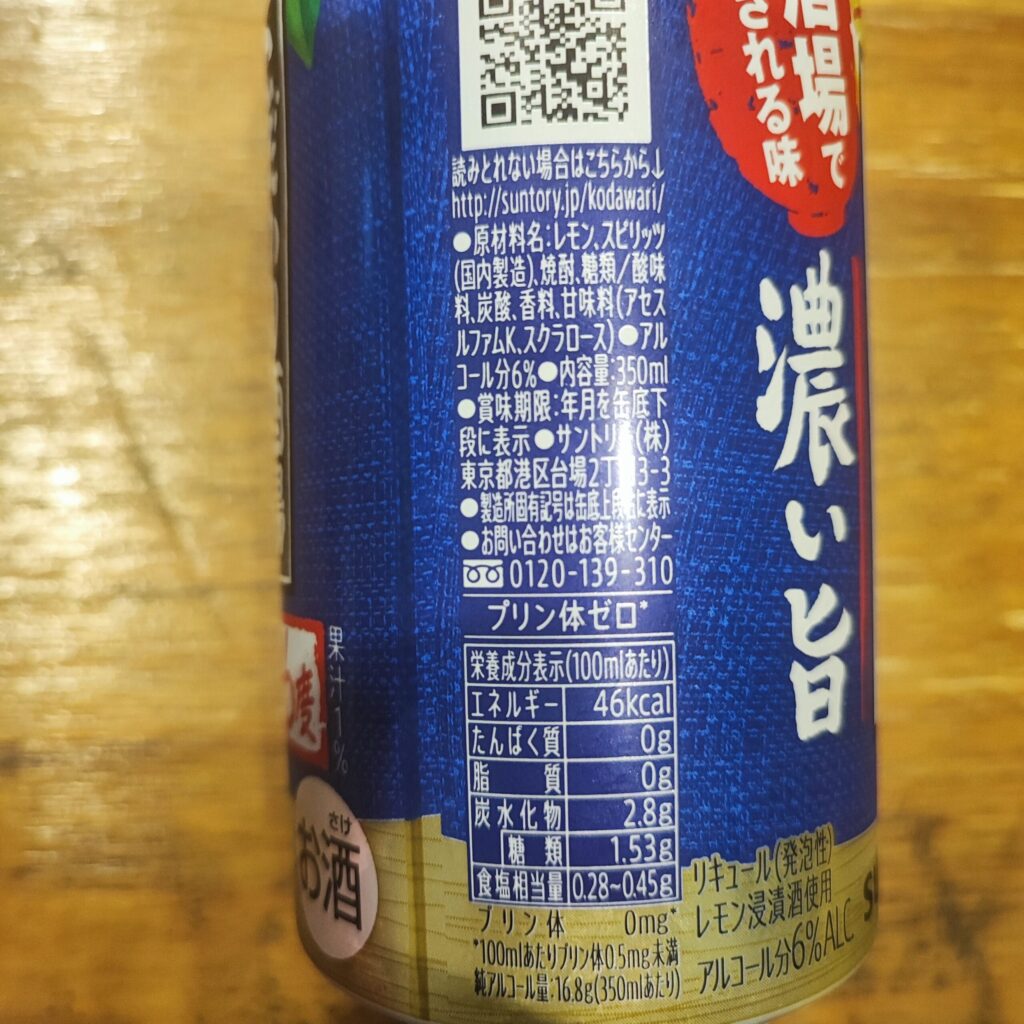 酒場で
される味
濃い旨
読みとれない場合はこちらから↓
http://suntory.jp/kodawari/
●原材料名:レモン、スピリッツ
(国内製造)、焼酎、糖類/酸味
料、炭酸、香料、甘味料(アセス
ルファムK、スクラロース)●アル
コール分6%●内容量:350ml
●賞味期限:年月を缶底下
段に表示●サントリ (株)
東京都港区台場2丁 3-3
●製造所固有記号は缶底上段 に表示
●お問い合わせはお客様センター
0120-139-310
プリン体ゼロ*
栄養成分表示(100mlあたり)
エネルギー 46kcal
たんぱく質 0g
脂質 0g
炭水化物 2.8g
糖類 1.53g
食塩相当量 0.28~0.45g
プリン体 0mg*
*100mlあたりプリン体0.5mg未満
純アルコール量:16.8g(350mlあたり)
果汁1%
さけ
お酒
リキュール(発泡性)
レモン浸漬酒使用
アルコール分6%ALC